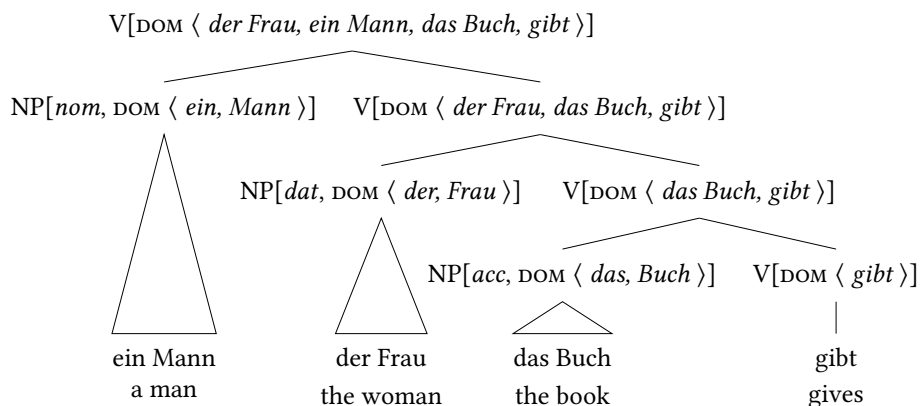 V[DOM ⟨ der Frau, ein Mann, das Buch, gibt ⟩]
NP[nom, DOM ⟨ ein, Mann ⟩] V[DOM ⟨ der Frau, das Buch, gibt ⟩]
NP[dat, DOM ⟨ der, Frau ⟩] V[DOM ⟨ das Buch, gibt ⟩]
NP[acc, DOM ⟨ das, Buch ⟩] V[DOM ⟨ gibt ⟩]
ein Mann der Frau das Buch gibt
a man the woman the book gives